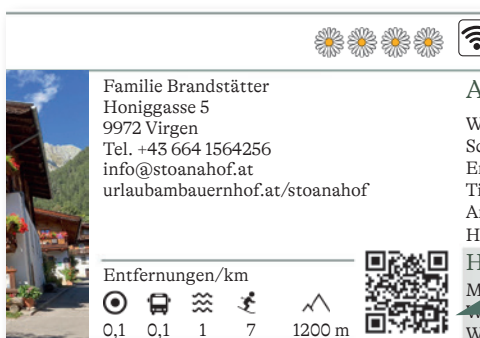 Familie Brandstätter
Honiggasse 5
9972 Virgen
Tel. +43 664 1564256
info@stoanahof.at
urlaubambauernhof.at/stoanahof
Entfernungen/km
0,1 0,1 1 7 1200 m